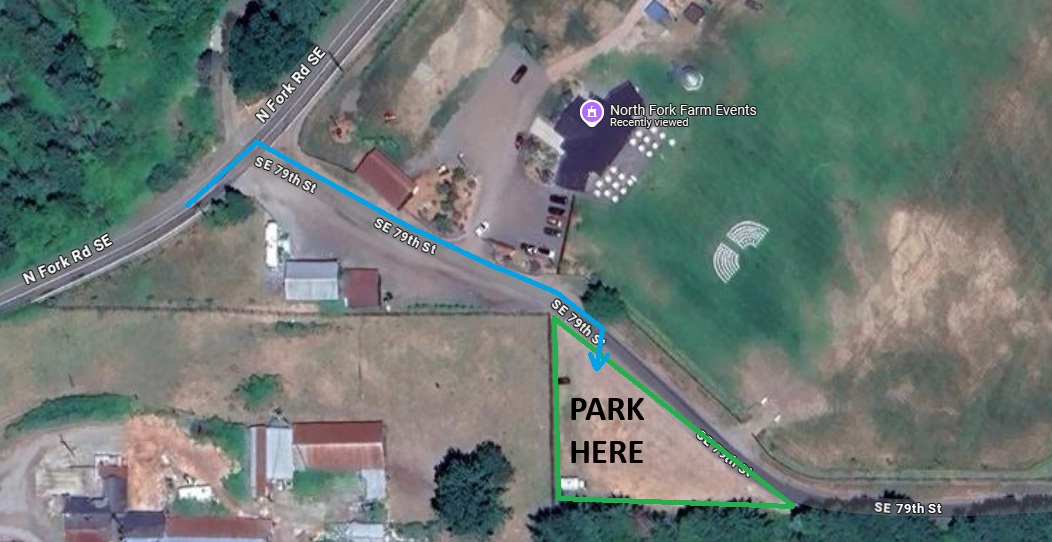 N Fork Rd SE
North Fork Farm Events
Recently viewed
SE 79th St
SE 79th St
N Fork Rd SE
SE 79th St
PARK
HERE
SE 79th St
SE 79th St